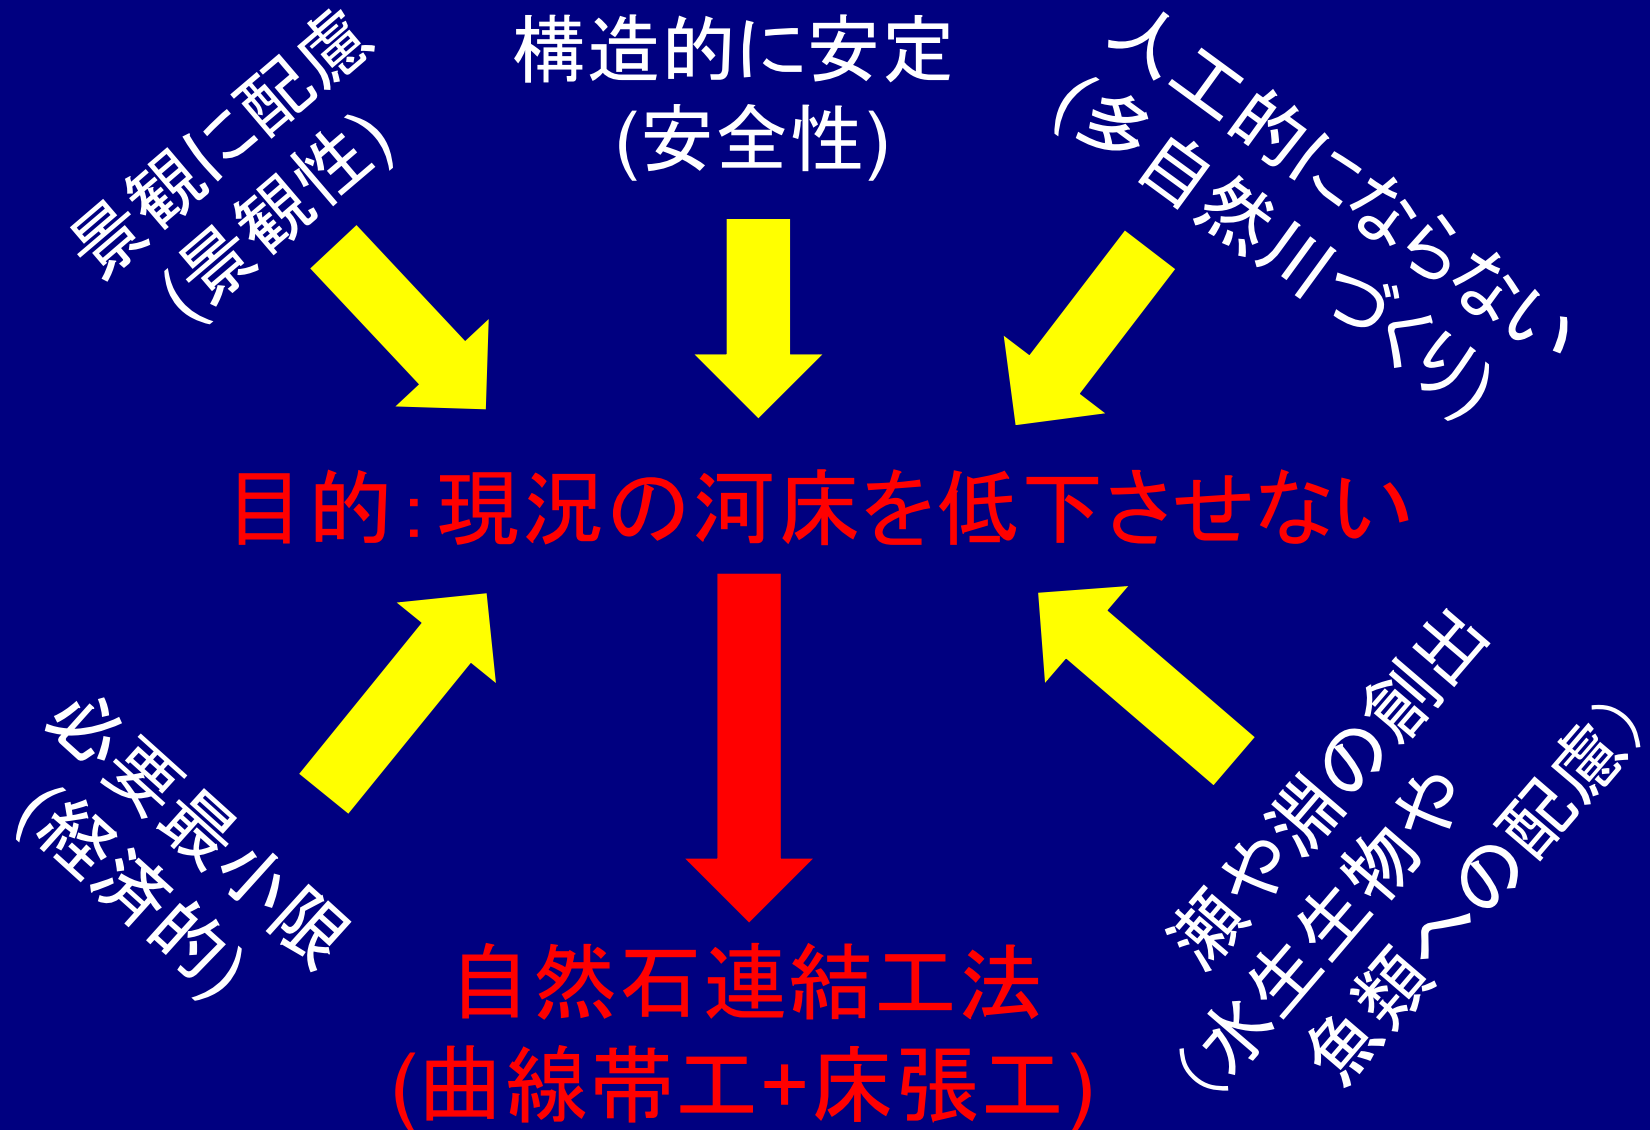 景観に配慮
(景観性)
構造的に安定
(安全性)
人工的にならない
(多自然川づくり)
目的:現況の河床を低下させない
必要最小限
(経済的)
瀬や淵の創出
(水生生物や
魚類への配慮)
自然石連結工法
(曲線帯工+床張工)